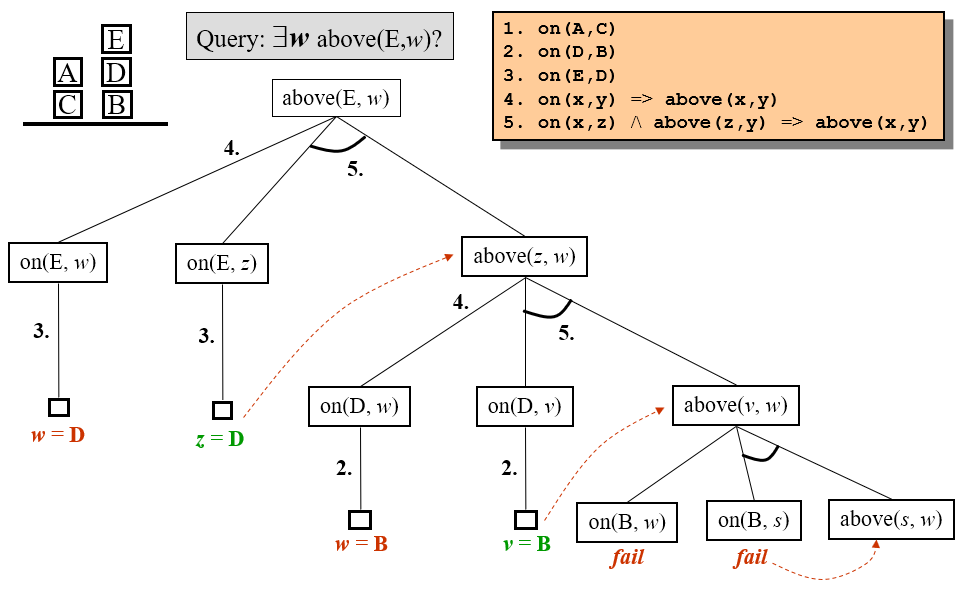 E
A D
C B
Query: ∃w above(E,w)?
1. on(A,C)
2. on(D,B)
3. on(E,D)
4. on(x,y) => above(x,y)
5. on(x,z) /\ above(z,y) => above(x,y)
above(E, w)
4.
5.
on(E, w)
on(E, z)
above(z, w)
3.
3.
4.
5.
w = D
z = D
on(D, w)
on(D, v)
above(v, w)
2.
2.
w = B
v = B
on(B, w)
on(B, s)
above(s, w)
fail
fail